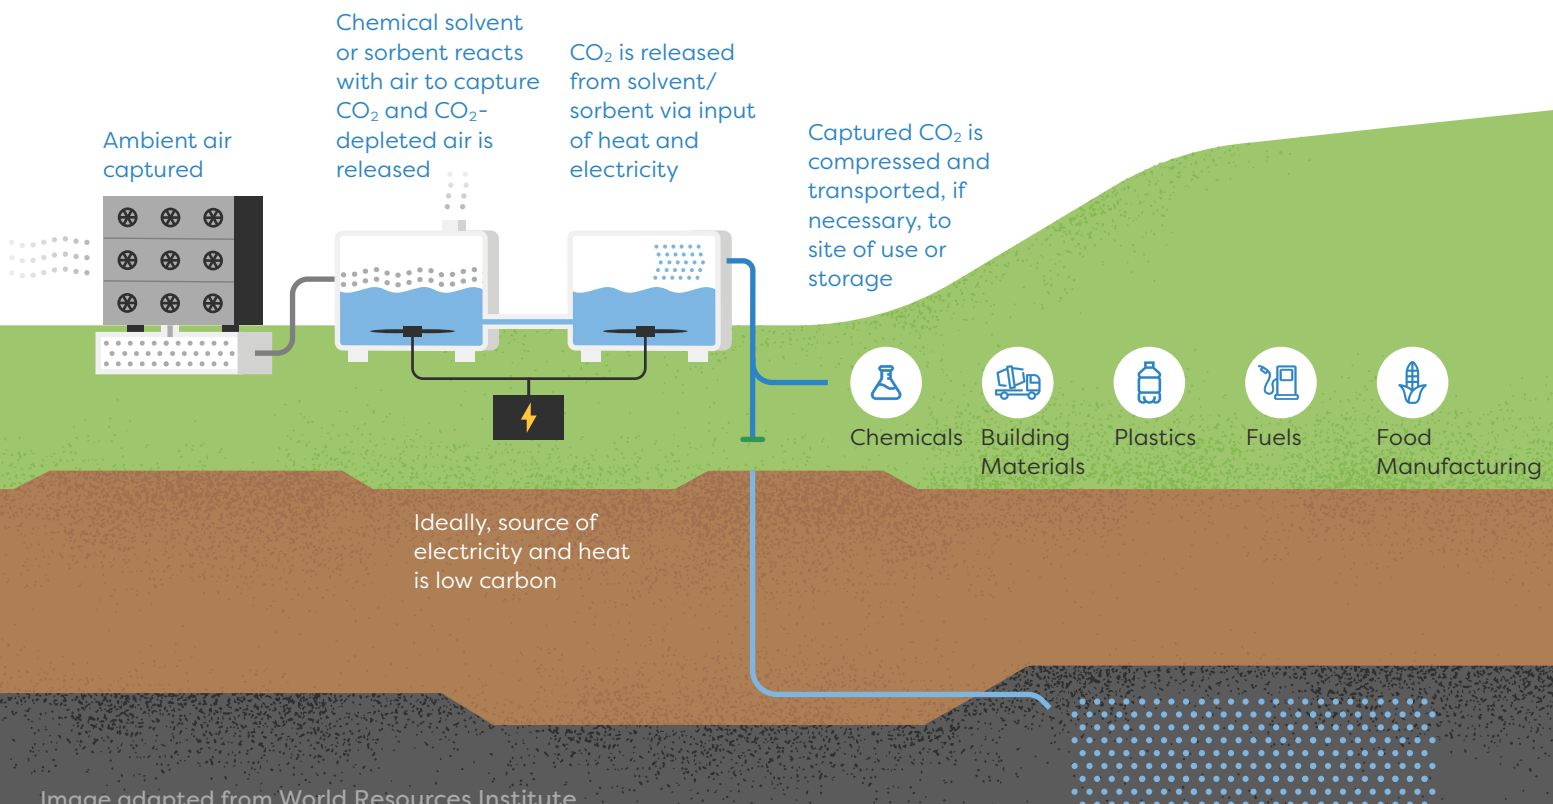 Ambient air
captured
Chemical solvent
or sorbent reacts
with air to capture
CO₂ and CO₂-
depleted air is
released
CO₂ is released
from solvent/
sorbent via input
of heat and
electricity
Captured CO₂ is
compressed and
transported, if
necessary, to
site of use or
storage
Chemicals
Building
Materials
Plastics
Fuels
Food
Manufacturing
Ideally, source of
electricity and heat
is low carbon
Image adapted from World Resources Institute